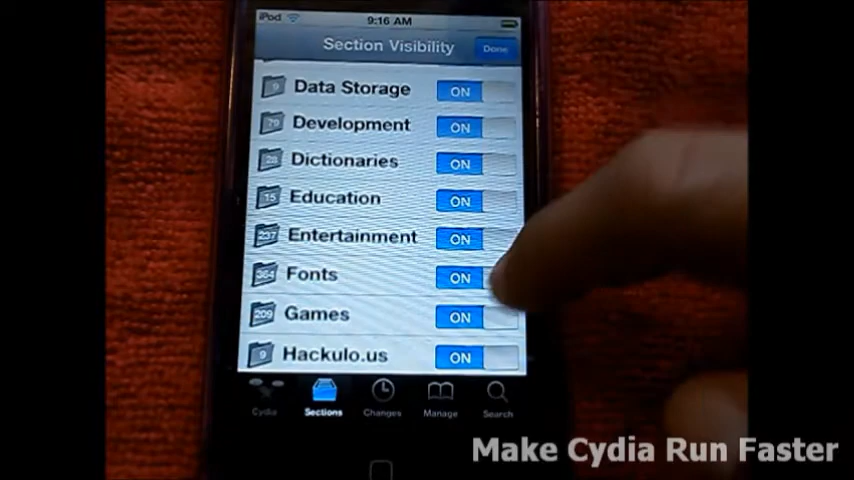 iPod 9:16 AM
Section Visibility Done
9 Data Storage ON
79 Development ON
28 Dictionaries ON
15 Education ON
237 Entertainment ON
364 Fonts ON
209 Games ON
9 Hackulo.us ON
Cydia Sections Changes Manage Search
Make Cydia Run Faster